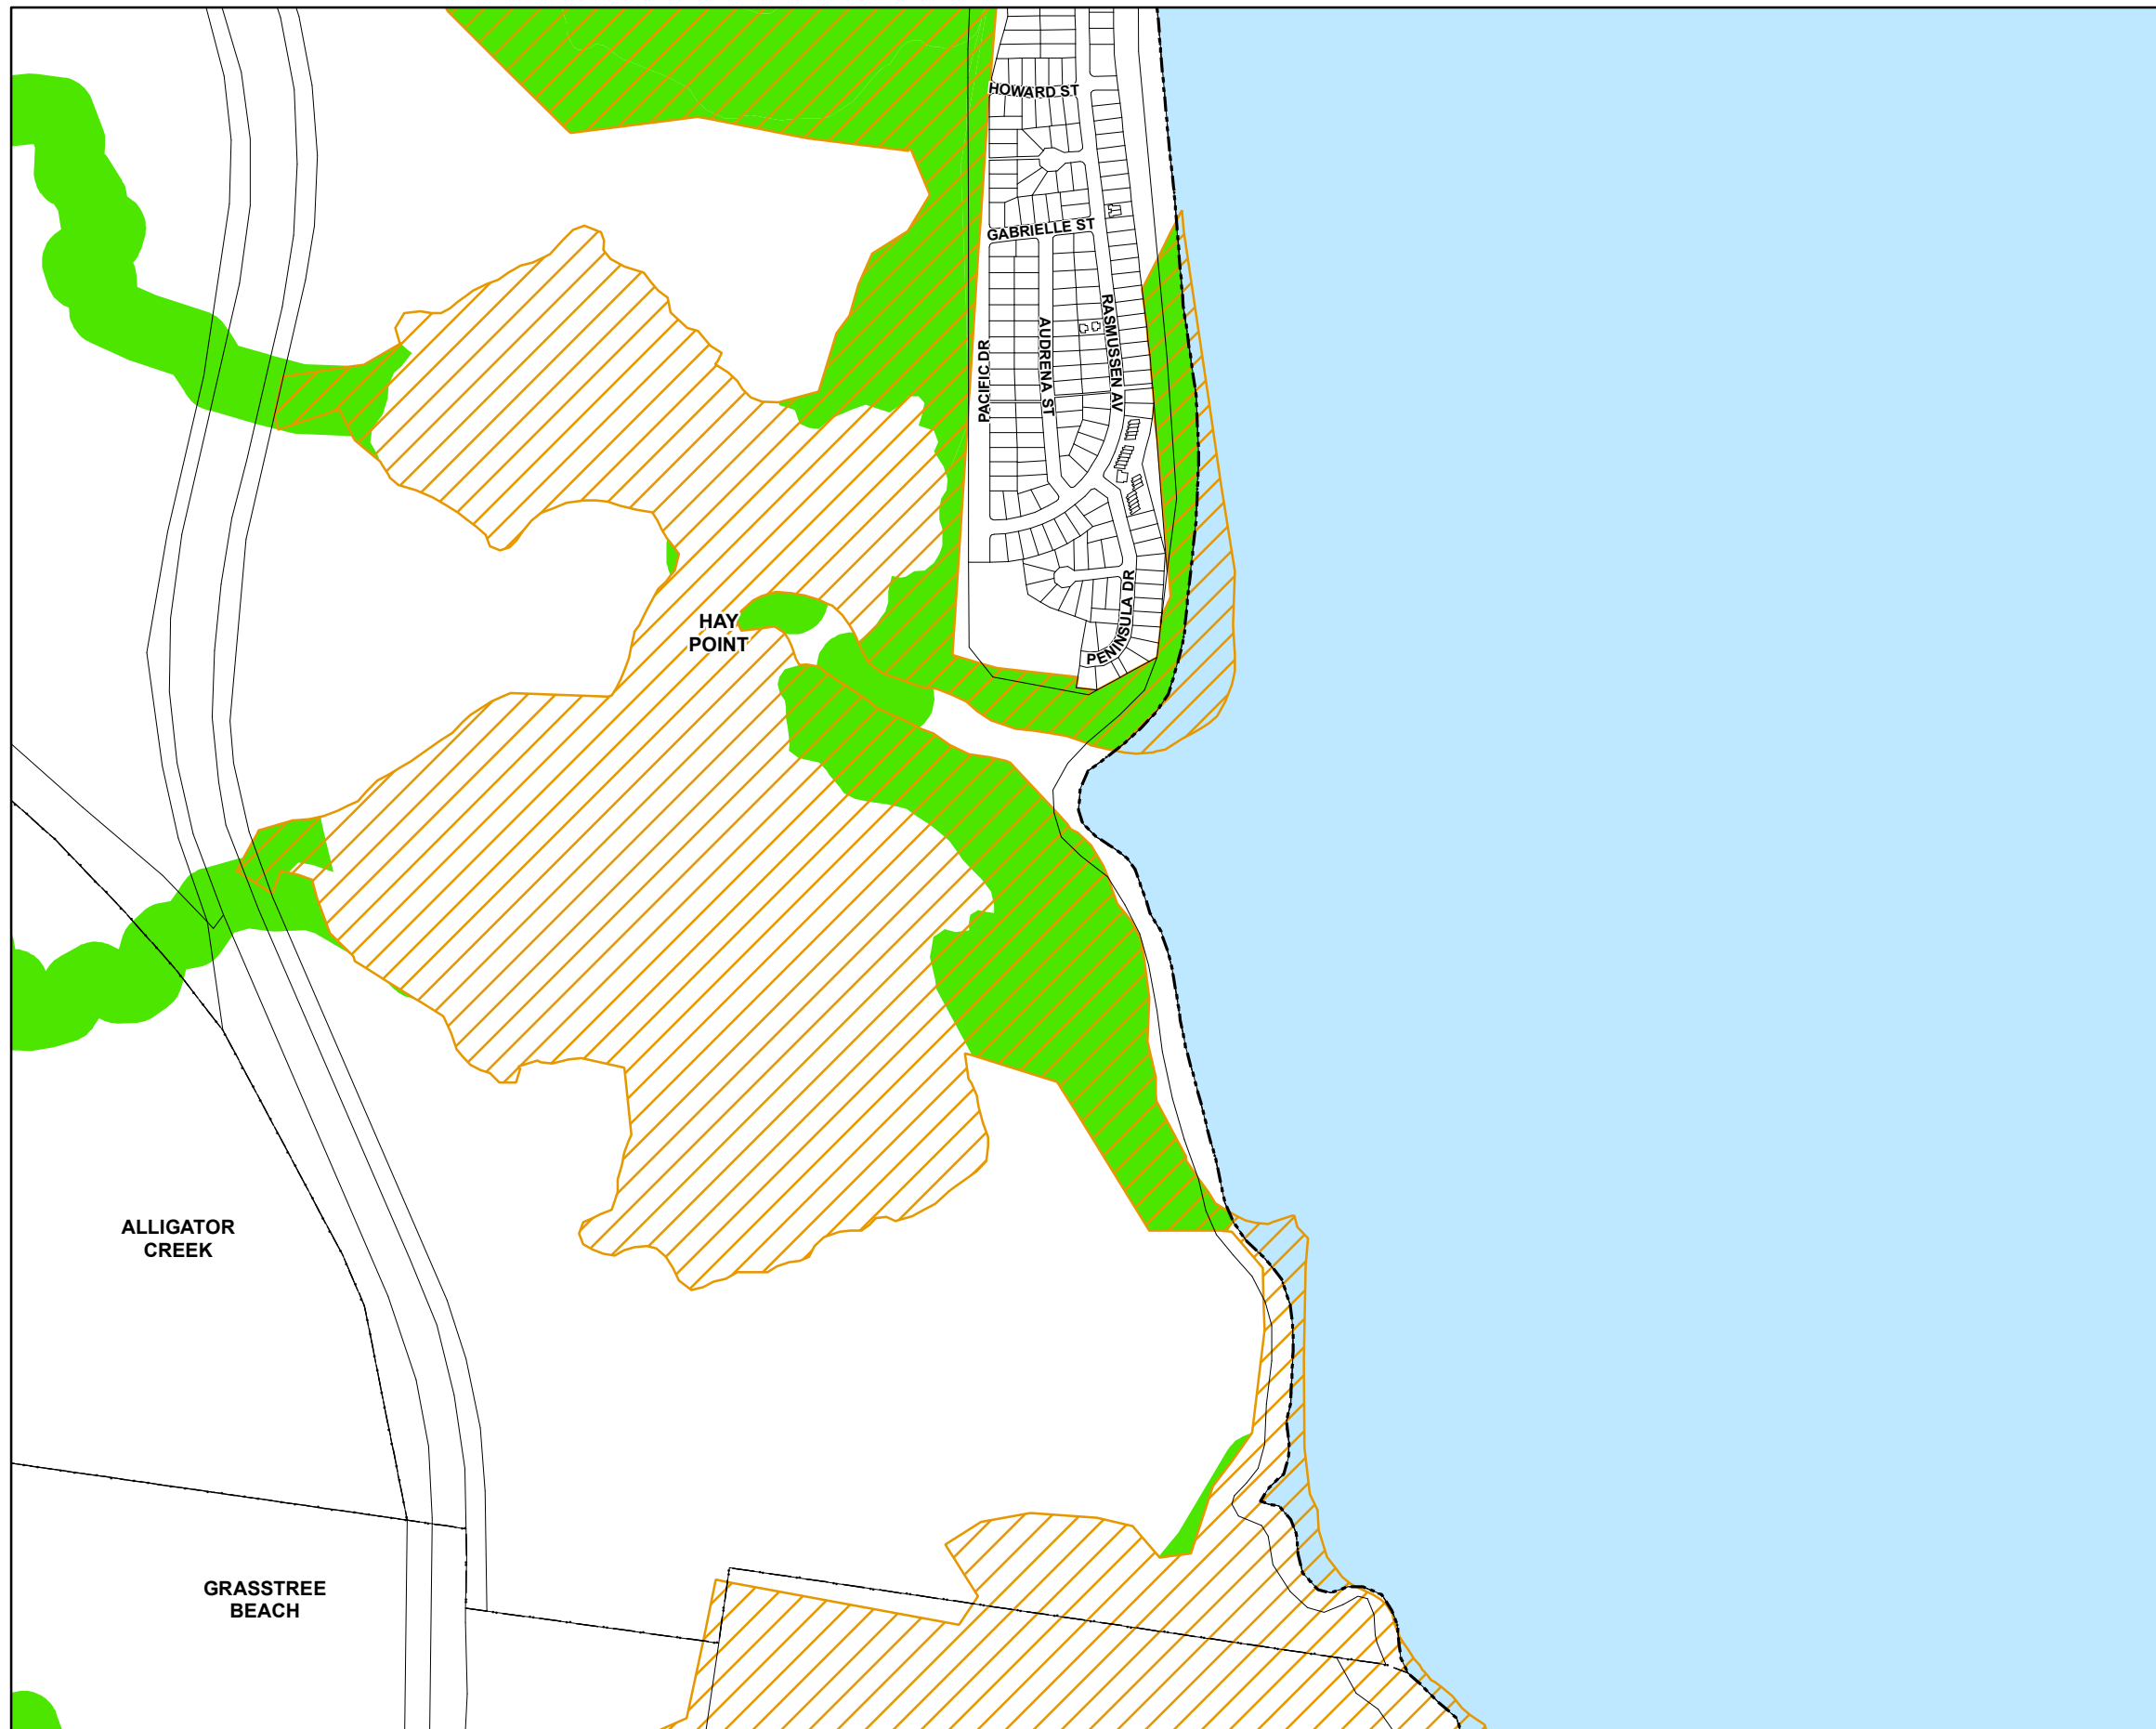 HOWARD ST
GABRIELLE ST
RASMUSSEN AV
AUDRENA ST
PACIFIC DR
PENINSULA DR
HAY
POINT
ALLIGATOR
CREEK
GRASSTREE
BEACH